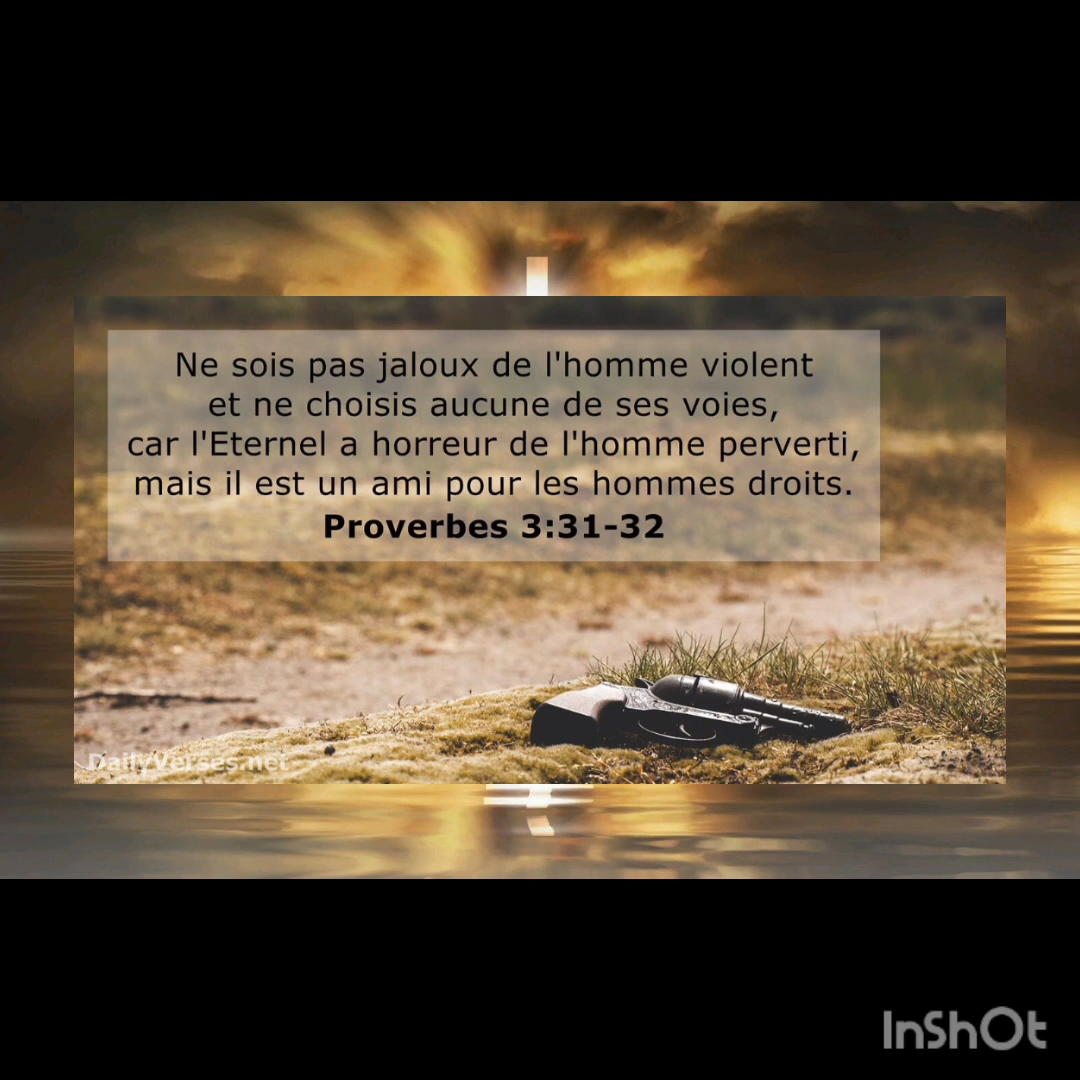 Ne sois pas jaloux de l'homme violent
et ne choisis aucune de ses voies,
car l'Eternel a horreur de l'homme perverti,
mais il est un ami pour les hommes droits.
Proverbes 3:31-32
DailyVerses.net
InShOt